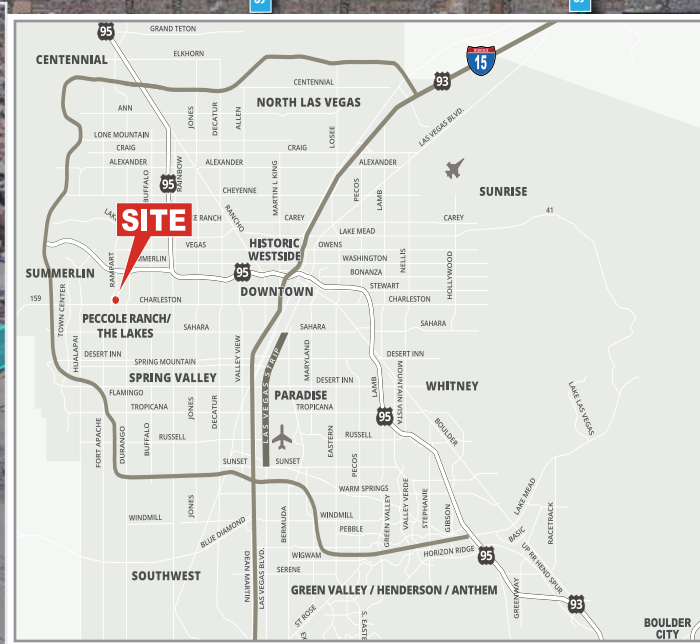 95
GRAND TETON
CENTENNIAL
ELKHORN
INTERSTATE
15
93
CENTENNIAL
NORTH LAS VEGAS
ANN
JONES
DECATUR
ALLEN
LOSEE
LAS VEGAS BLVD.
LONE MOUNTAIN
CRAIG
CRAIG
ALEXANDER
ALEXANDER
ALEXANDER
BUFFALO
95
RAINBOW
CHEYENNE
MARTIN L KING
PECOS
LAMB
SUNRISE
SITE
RANCH
RANCHO
CAREY
CAREY
41
LAKE MEAD
VEGAS
HISTORIC
WESTSIDE
OWENS
WASHINGTON
NELLIS
HOLLYWOOD
RAMPART
SUMMERLIN
95
BONANZA
STEWART
DOWNTOWN
159
TOWN CENTER
CHARLESTON
CHARLESTON
PECCOLE RANCH/
THE LAKES
SAHARA
SAHARA
SAHARA
HUALAPAI
DESERT INN
SPRING MOUNTAIN
VALLEY VIEW
LAS VEGAS STRIP
MARYLAND
DESERT INN
SPRING VALLEY
DESERT INN
LAMB
MOUNTAIN VISTA
WHITNEY
FLAMINGO
PARADISE
TROPICANA
JONES
DECATUR
TROPICANA
95
LAKE LAS VEGAS
FORT APACHE
DURANGO
BUFFALO
RUSSELL
EASTERN
RUSSELL
BOULDER
SUNSET
SUNSET
PECOS
WARM SPRINGS
GREEN VALLEY
VALLEY VERDE
STEPHANIE
GIBSON
LAKE MEAD
RACETRACK
JONES
WINDMILL
BLUE DIAMOND
BERMUDA
WINDMILL
PEBBLE
BASIC
WIGWAM
HORIZON RIDGE
95
UP RR HEND SPUR
SOUTHWEST
DEAN MARTIN
LAS VEGAS BLVD.
SERENE
GREEN VALLEY / HENDERSON / ANTHEM
GREENWAY
93
ST ROSE
S. EASTE
BOULDER
CITY